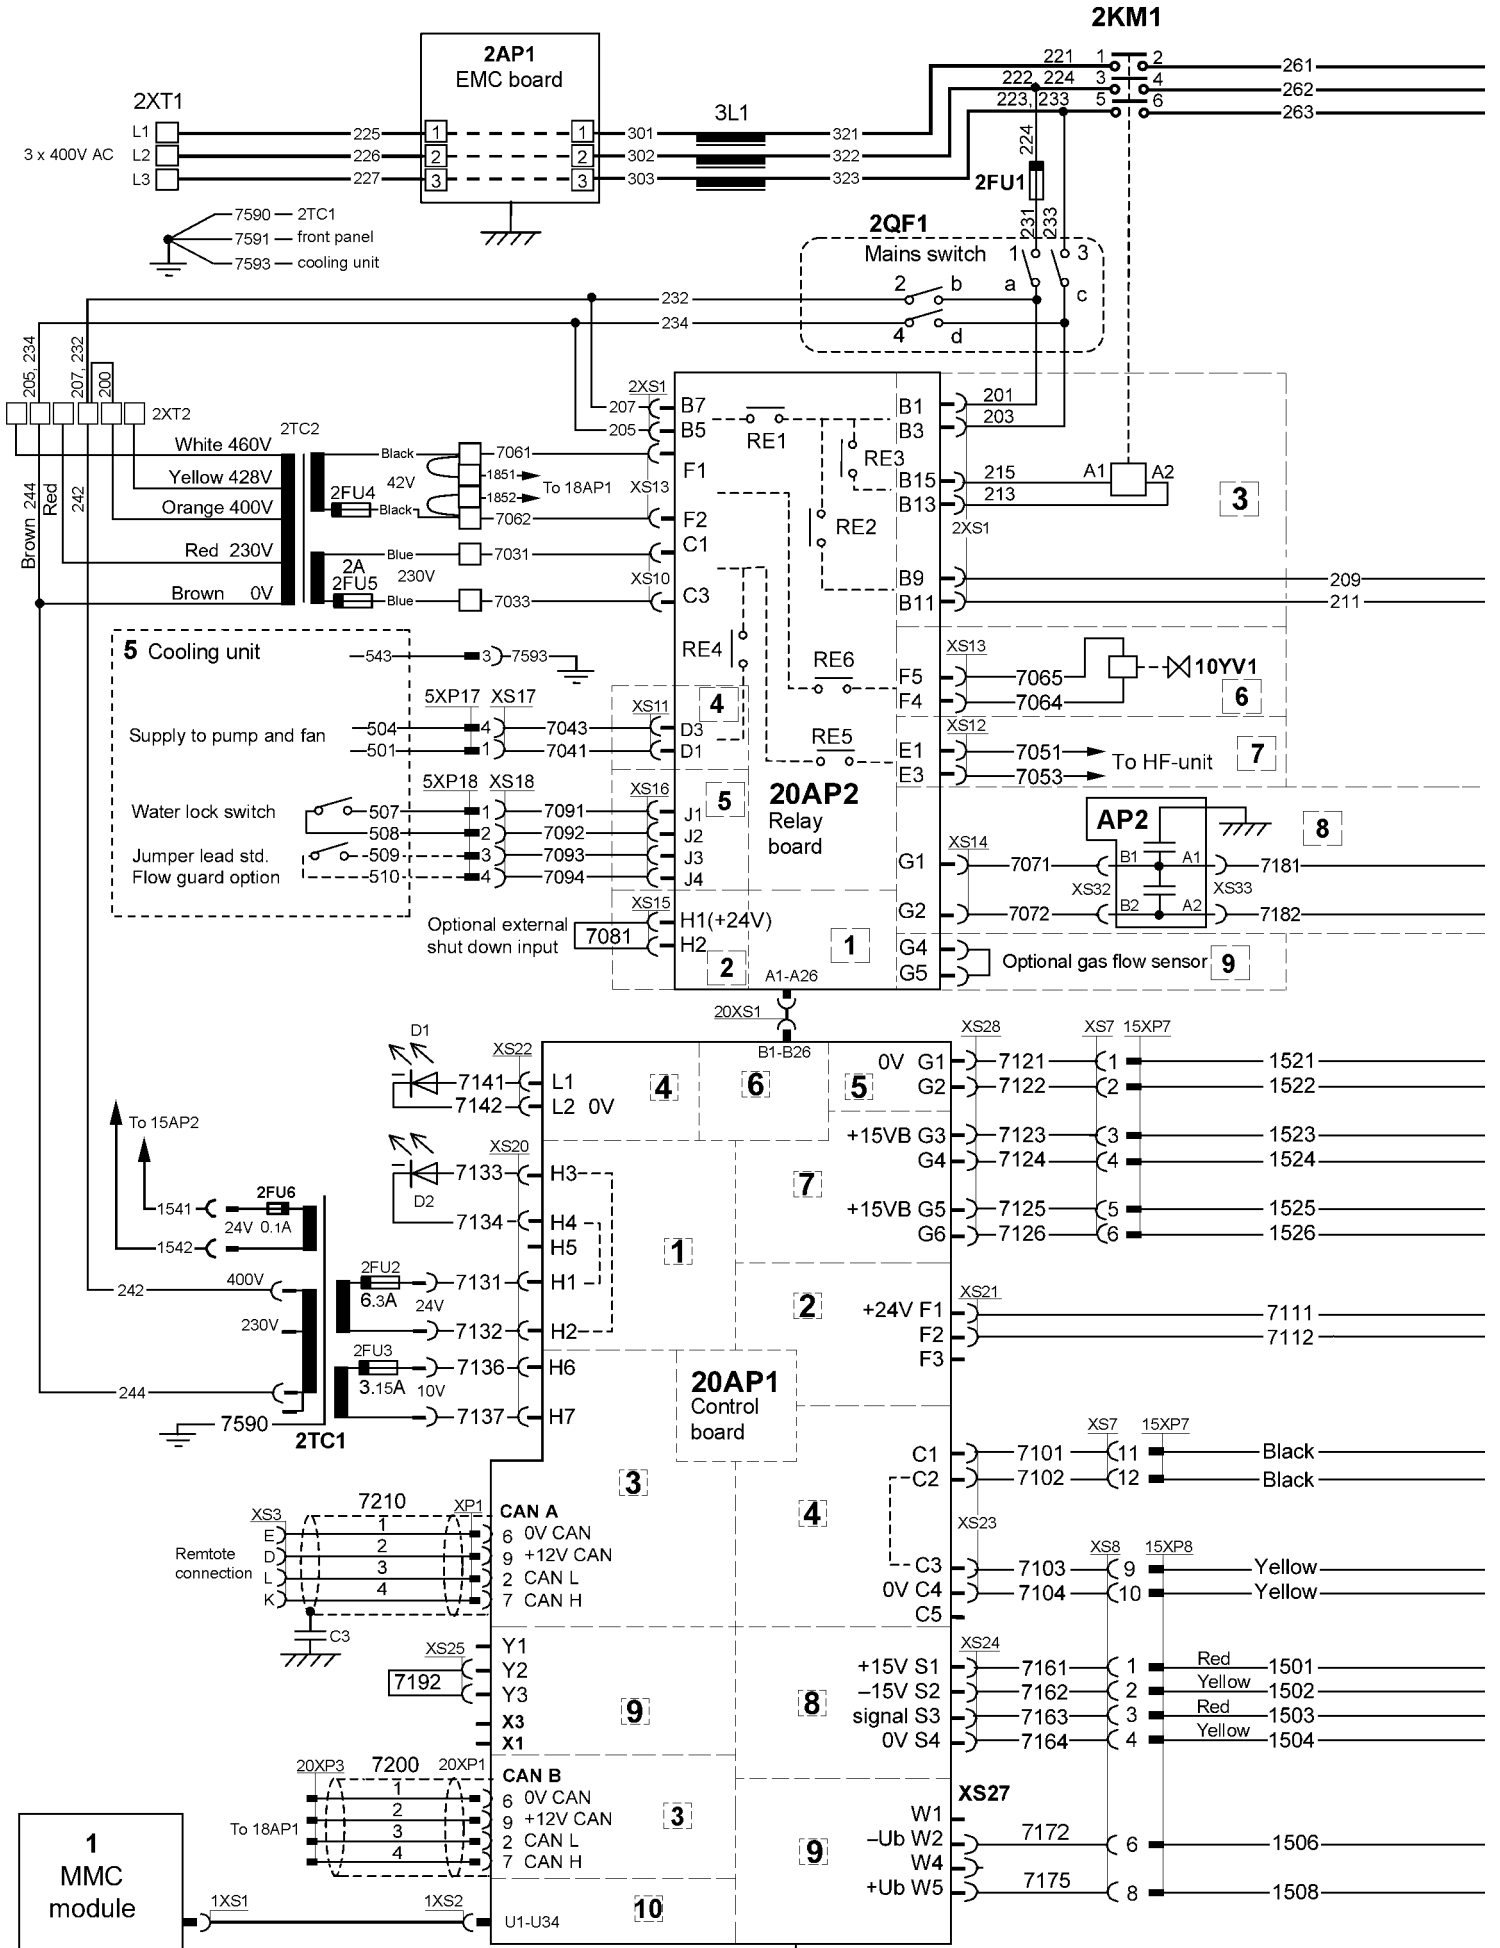 2KM1
2AP1
EMC board
2XT1
3L1
221 1 2 261
222, 224 3 4 262
223, 233 5 6 263
L1 225 1 1 301 321
3 x 400V AC L2 226 2 2 302 322
L3 227 3 3 303 323
224
2FU1
231
233
7590 2TC1
7591 front panel
7593 cooling unit
2QF1
Mains switch 1 3
2 b a c
4 d
232
234
205, 234
207, 232
200
2XT2
2TC2
White 460V
Yellow 428V
Orange 400V
Red 230V
Brown 0V
Brown 244
Red
242
Black 7061
42V 1851
1852 To 18AP1
2FU4 Black 7062
Blue 7031
2A
2FU5 230V
Blue 7033
2XS1
207 B7
205 B5
F1
XS13
F2
C1
XS10
C3
RE1
RE3
RE2
RE4
RE6
RE5
B1 201
B3 203
B15 215 A1 A2
B13 213
2XS1
3
B9 209
B11 211
XS13
F5 7065 10YV1
F4 7064 6
XS12
E1 7051
E3 7053 To HF-unit 7
5 Cooling unit
543 3 7593
5XP17 XS17 XS11 4
504 4 7043 D3
Supply to pump and fan
501 1 7041 D1
5XP18 XS18 XS16 5
Water lock switch 507 1 7091 J1
508 2 7092 J2
Jumper lead std. 509 3 7093 J3
Flow guard option 510 4 7094 J4
20AP2
Relay
board
AP2
8
XS14
G1 7071 B1 A1 7181
XS32 XS33
G2 7072 B2 A2 7182
XS15
Optional external
shut down input
7081 H1(+24V)
H2
2 1
A1-A26
G4
G5
Optional gas flow sensor 9
20XS1
B1-B26
D1
XS22
7141 L1
7142 L2 0V
4 6 5
XS28 XS7 15XP7
0V G1 7121 1 1521
G2 7122 2 1522
+15VB G3 7123 3 1523
G4 7124 4 1524
+15VB G5 7125 5 1525
G6 7126 6 1526
To 15AP2
XS20
7133 H3
D2
7134 H4
H5
7
1
1541 2FU6
24V 0.1A
1542
2FU2
6.3A 24V
7131 H1
7132 H2
242 400V
230V
2FU3
3.15A 10V
7136 H6
7137 H7
244
7590
2TC1
2
XS21
+24V F1 7111
F2 7112
F3
20AP1
Control
board
3
4
XS7 15XP7
C1 7101 11 Black
C2 7102 12 Black
XS23
XS8 15XP8
C3 7103 9 Yellow
0V C4 7104 10 Yellow
C5
7210
XS3 XP1 CAN A
E 1 6 0V CAN
Remtote
connection
D 2 9 +12V CAN
L 3 2 CAN L
K 4 7 CAN H
C3
XS25
Y1
Y2
7192
Y3
X3
X1
9
8
XS24
+15V S1 7161 1 Red 1501
–15V S2 7162 2 Yellow 1502
signal S3 7163 3 Red 1503
0V S4 7164 4 Yellow 1504
7200
20XP3 20XP1 CAN B
1 6 0V CAN
2 9 +12V CAN
To 18AP1
3 2 CAN L
4 7 CAN H
3
9
XS27
W1
–Ub W2 7172 6 1506
W4
+Ub W5 7175 8 1508
1
MMC
module
1XS1 1XS2
U1-U34
10